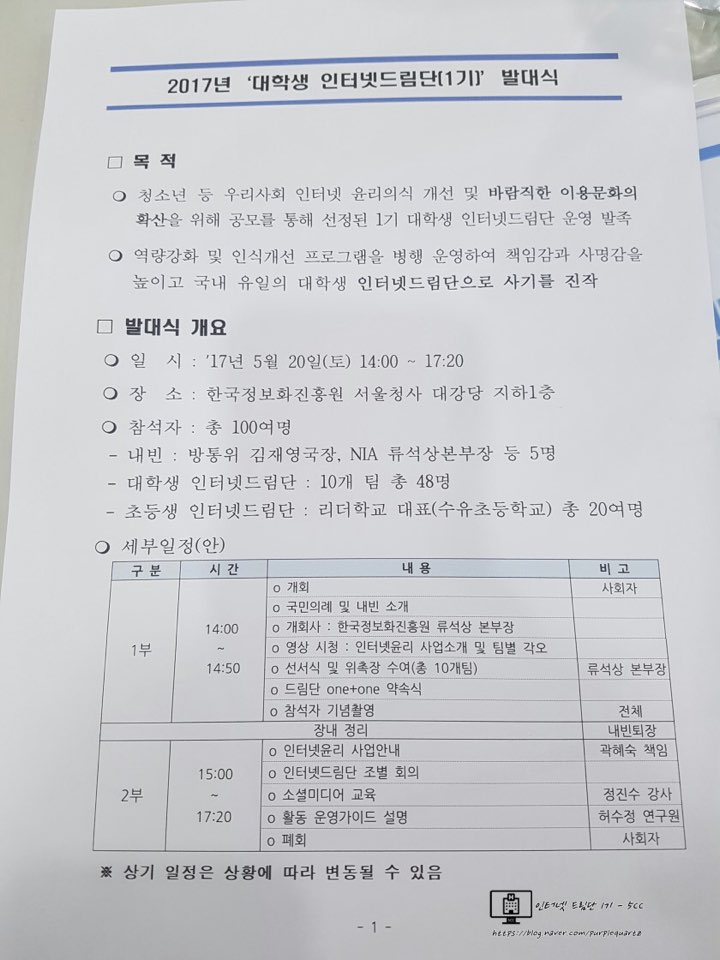 2017년 '대학생 인터넷드림단(1기)' 발대식
□ 목 적
❍ 청소년 등 우리사회 인터넷 윤리의식 개선 및 바람직한 이용문화의
확산을 위해 공모를 통해 선정된 1기 대학생 인터넷드림단 운영 발족
❍ 역량강화 및 인식개선 프로그램을 병행 운영하여 책임감과 사명감을
높이고 국내 유일의 대학생 인터넷드림단으로 사기를 진작
□ 발대식 개요
❍ 일 시 : '17년 5월 20일(토) 14:00 ~ 17:20
❍ 장 소 : 한국정보화진흥원 서울청사 대강당 지하1층
❍ 참석자 : 총 100여명
- 내빈 : 방통위 김재영국장, NIA 류석상본부장 등 5명
- 대학생 인터넷드림단 : 10개 팀 총 48명
- 초등생 인터넷드림단 : 리더학교 대표(수유초등학교) 총 20여명
❍ 세부일정(안)
구 분 시 간 내 용 비 고
1부 14:00 ~ 14:50
o 개회 사회자
o 국민의례 및 내빈 소개
o 개회사 : 한국정보화진흥원 류석상 본부장
o 영상 시청 : 인터넷윤리 사업소개 및 팀별 각오
o 선서식 및 위촉장 수여(총 10개팀) 류석상 본부장
o 드림단 one+one 약속식
o 참석자 기념촬영 전체
장내 정리 내빈퇴장
2부 15:00 ~ 17:20
o 인터넷윤리 사업안내 곽혜숙 책임
o 인터넷드림단 조별 회의
o 소셜미디어 교육 정진수 강사
o 활동 운영가이드 설명 허수정 연구원
o 폐회 사회자
※ 상기 일정은 상황에 따라 변동될 수 있음
- 1 -
인터넷 드림단 1기 - 5CC
https://blog.naver.com/purplequartz